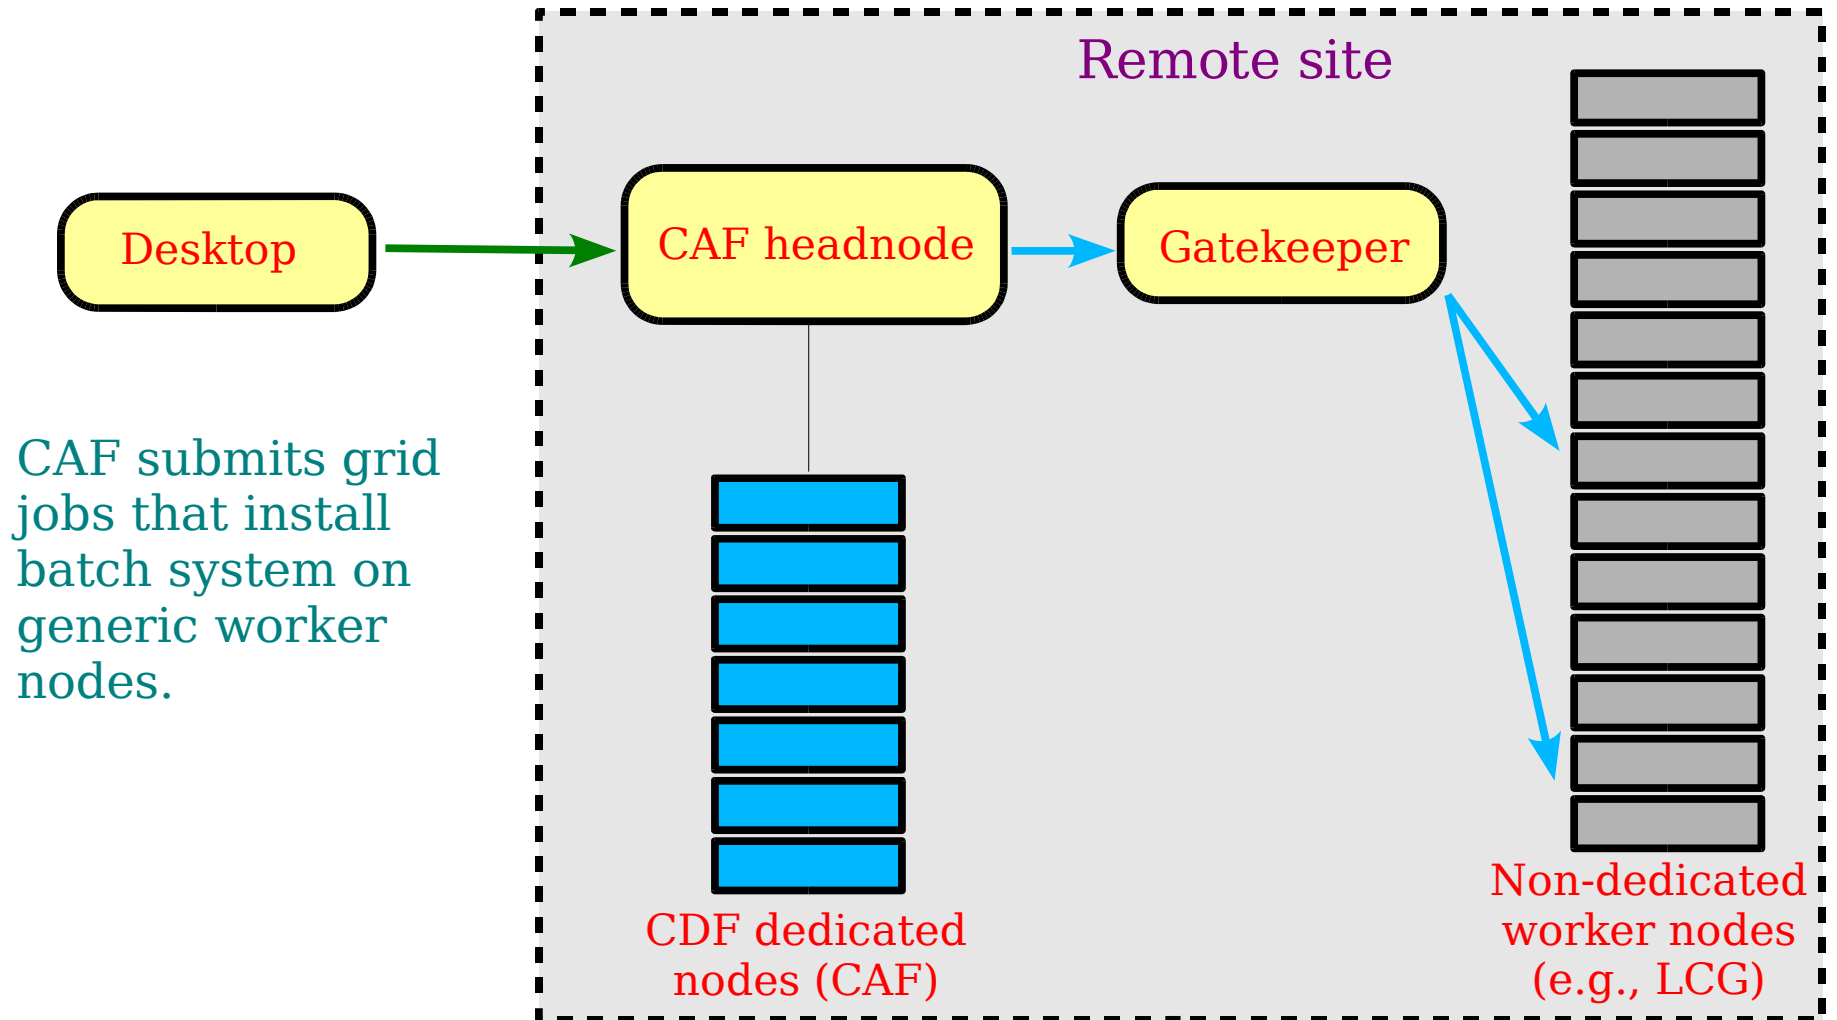 Remote site
Desktop
CAF headnode
Gatekeeper
CAF submits grid
jobs that install
batch system on
generic worker
nodes.
CDF dedicated
nodes (CAF)
Non-dedicated
worker nodes
(e.g., LCG)